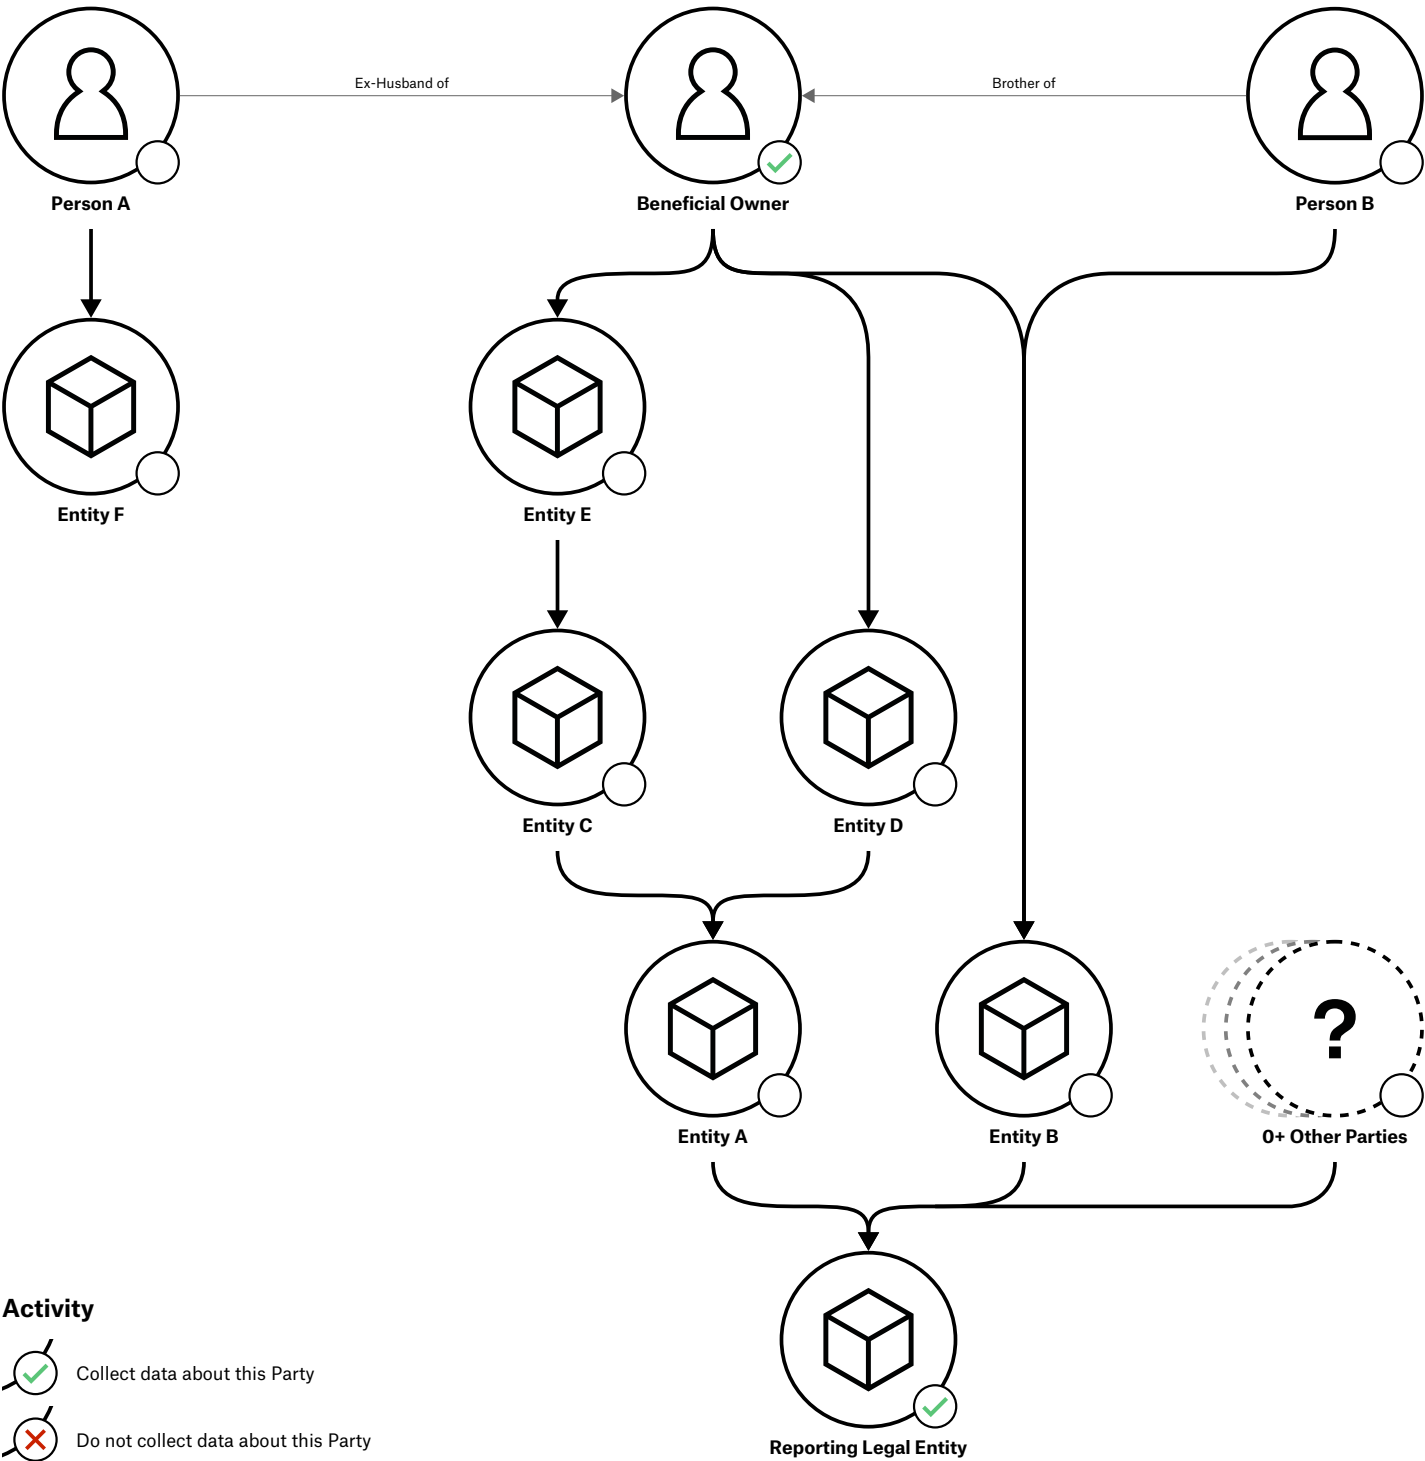 Ex-Husband of
Brother of
Person A
Beneficial Owner
Person B
Entity F
Entity E
Entity C
Entity D
?
Entity A
Entity B
0+ Other Parties
Activity
Collect data about this Party
Do not collect data about this Party
Reporting Legal Entity